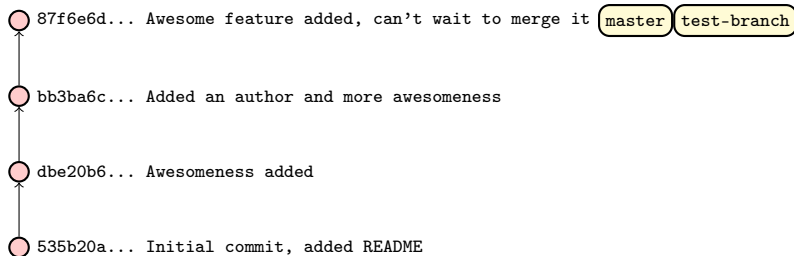 87f6e6d... Awesome feature added, can't wait to merge it master test-branch
bb3ba6c... Added an author and more awesomeness
dbe20b6... Awesomeness added
535b20a... Initial commit, added README